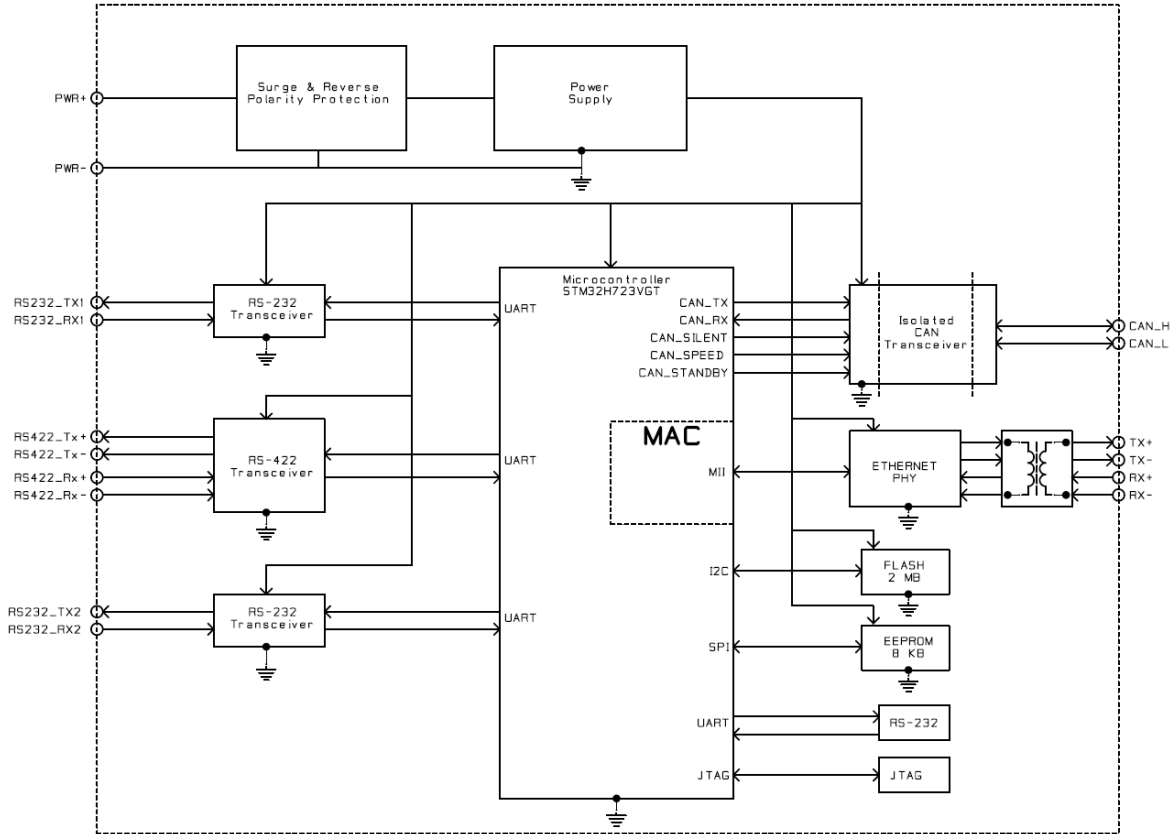 Surge & Reverse
Polarity Protection
Power
Supply
PWR+
PWR-
Microcontroller
STM32H723VGT
RS232_TX1
RS232_RX1
RS-232
Transceiver
UART
CAN_TX
CAN_RX
CAN_SILENT
CAN_SPEED
CAN_STANDBY
Isolated
CAN
Transceiver
CAN_H
CAN_L
RS422_Tx+
RS422_Tx-
RS422_Rx+
RS422_Rx-
RS-422
Transceiver
UART
MAC
MII
ETHERNET
PHY
TX+
TX-
RX+
RX-
I2C
FLASH
2 MB
RS232_TX2
RS232_RX2
RS-232
Transceiver
UART
SPI
EEPROM
8 KB
UART
RS-232
JTAG
JTAG